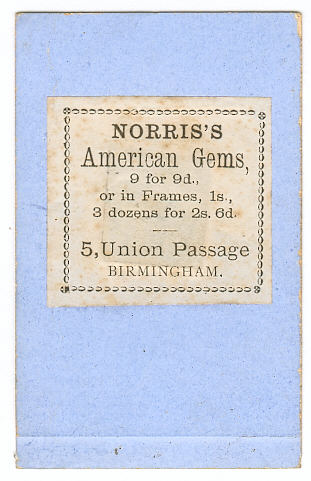 NORRIS'S
American Gems,
9 for 9d.,
or in Frames, 1s.,
3 dozens for 2s. 6d.
5, Union Passage
BIRMINGHAM.